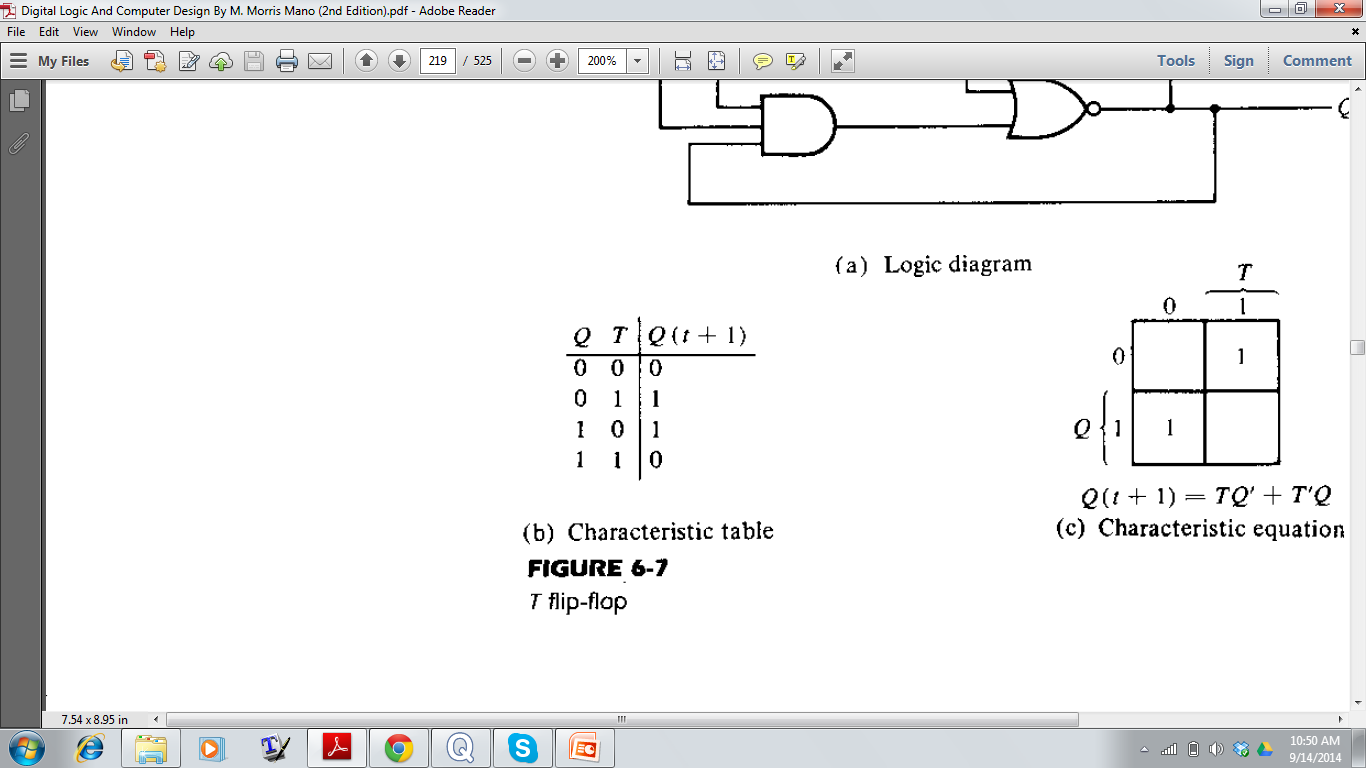 Digital Logic And Computer Design By M. Morris Mano (2nd Edition).pdf - Adobe Reader
File Edit View Window Help
My Files 219 / 525 200% Tools Sign Comment
Q
(a) Logic diagram
Q T Q(t + 1)
0 0 0
0 1 1
1 0 1
1 1 0
T
0 1
0 1
Q 1 1
Q(t + 1) = TQ' + T'Q
(b) Characteristic table
(c) Characteristic equation
FIGURE 6-7
T flip-flop
7.54 x 8.95 in
10:50 AM
9/14/2014